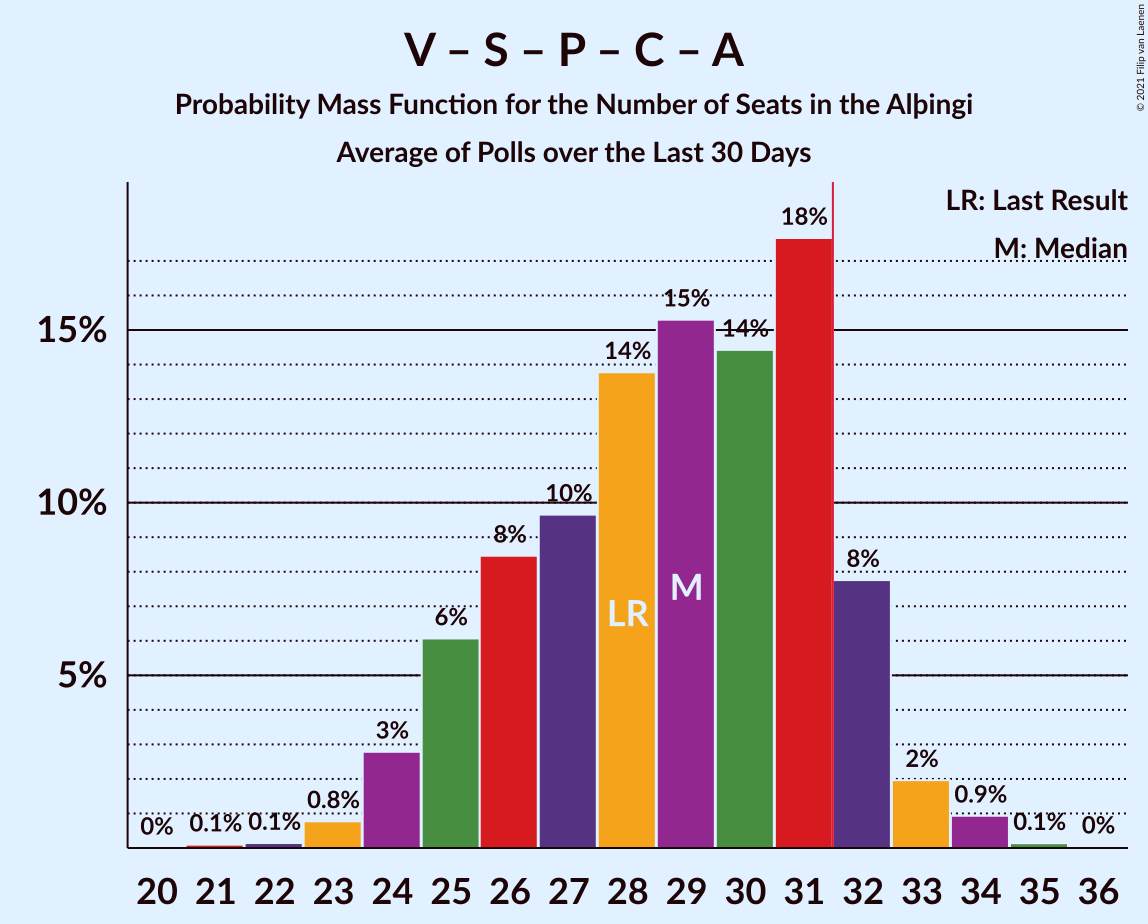 V – S – P – C – A
Probability Mass Function for the Number of Seats in the Alþingi
Average of Polls over the Last 30 Days
© 2021 Filip van Laenen
LR: Last Result
M: Median
18%
15%
14%
14%
10%
8%
8%
6%
3%
2%
0.8%
0.9%
0%
0.1%
0.1%
0.1%
0%
15%
10%
5%
LR
M
20 21 22 23 24 25 26 27 28 29 30 31 32 33 34 35 36